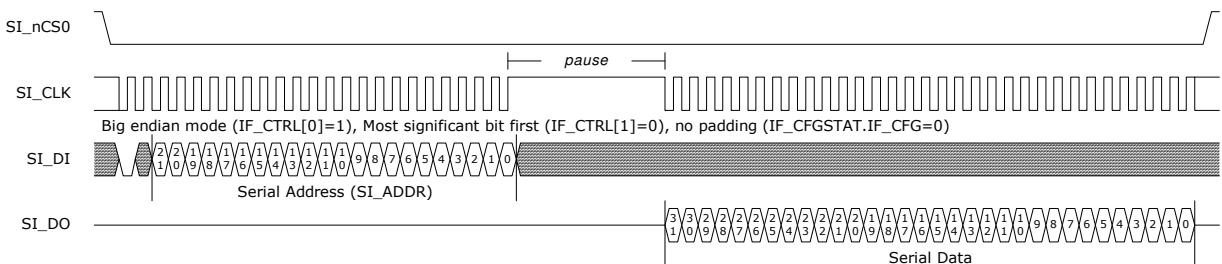 SI_nCS0
pause
SI_CLK
Big endian mode (IF_CTRL[0]=1), Most significant bit first (IF_CTRL[1]=0), no padding (IF_CFGSTAT.IF_CFG=0)
SI_DI 21 20 19 18 17 16 15 14 13 12 11 10 9 8 7 6 5 4 3 2 1 0
Serial Address (SI_ADDR)
SI_DO 31 30 29 28 27 26 25 24 23 22 21 20 19 18 17 16 15 14 13 12 11 10 9 8 7 6 5 4 3 2 1 0
Serial Data